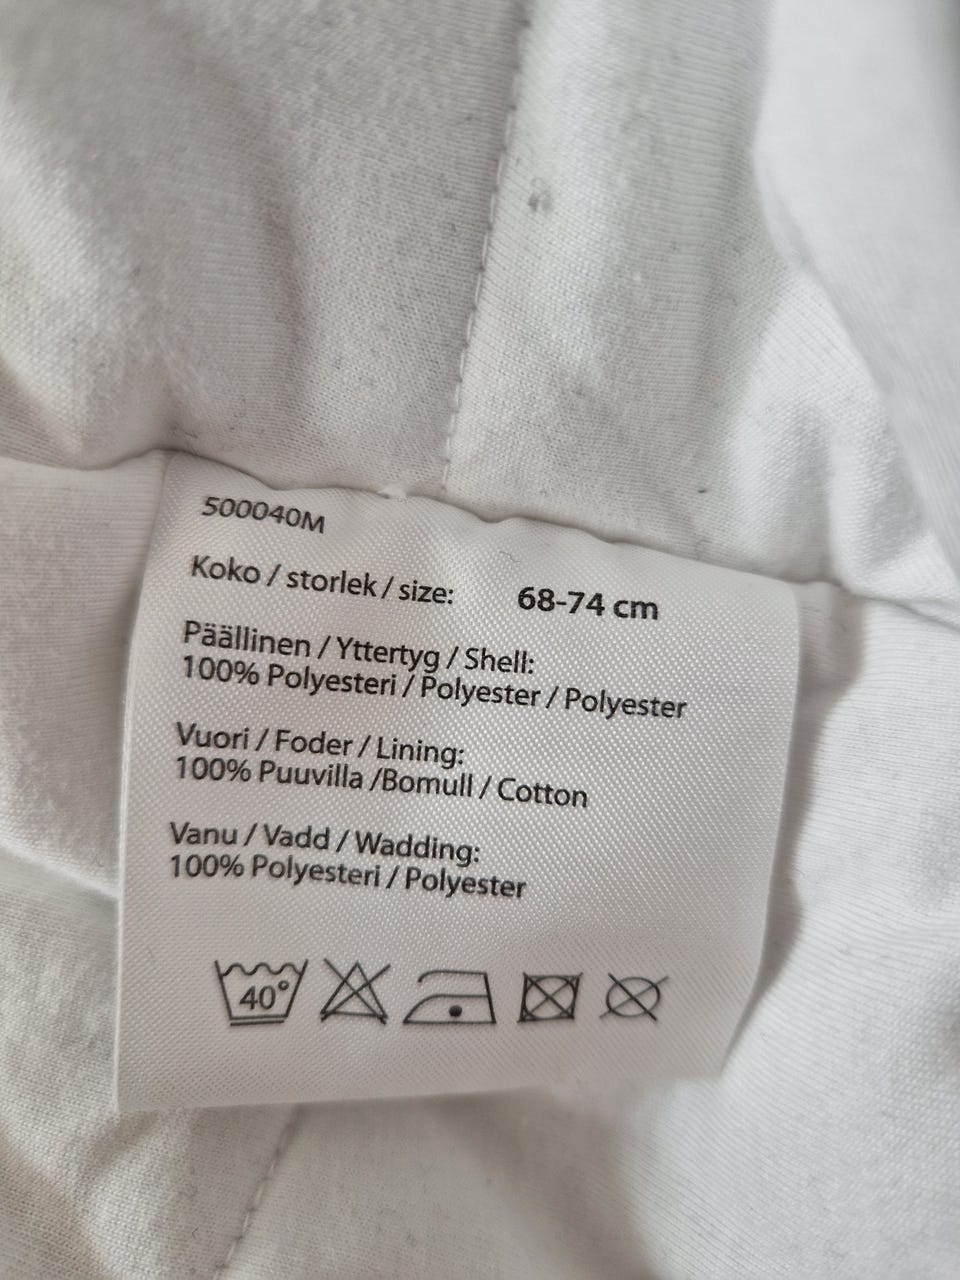 500040M
Koko / storlek / size: 68-74 cm
Päällinen / Yttertyg / Shell:
100% Polyesteri / Polyester / Polyester
Vuori / Foder / Lining:
100% Puuvilla /Bomull / Cotton
Vanu / Vadd / Wadding:
100% Polyesteri / Polyester
40°